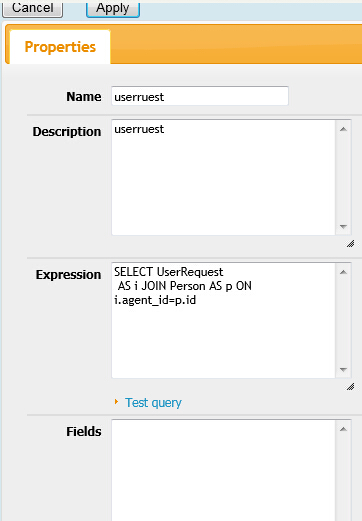 Cancel Apply
Properties
Name userruest
Description userruest
Expression SELECT UserRequest
AS i JOIN Person AS p ON
i.agent_id=p.id
Test query
Fields